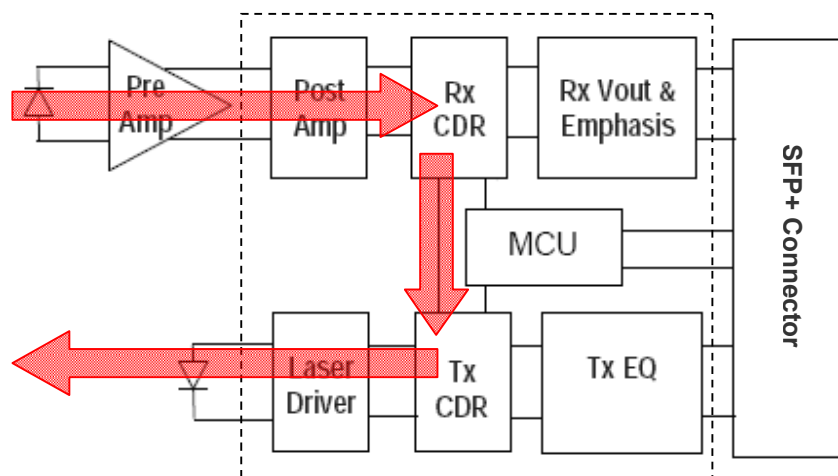 Pre
Amp
Post
Amp
Rx
CDR
Rx Vout &
Emphasis
SFP+ Connector
MCU
Laser
Driver
Tx
CDR
Tx EQ